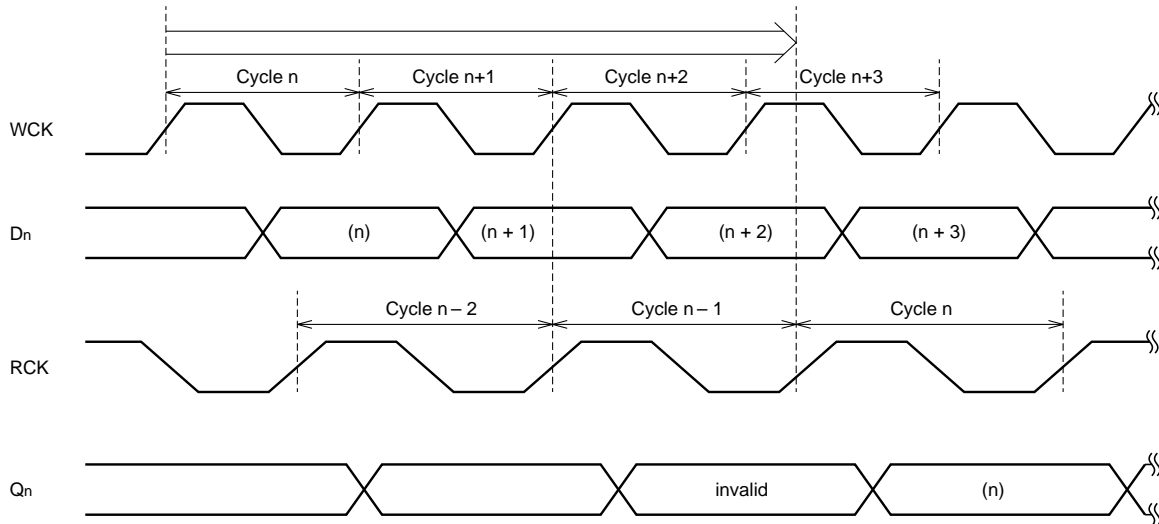 Cycle n Cycle n+1 Cycle n+2 Cycle n+3
WCK
Dn (n) (n + 1) (n + 2) (n + 3)
Cycle n – 2 Cycle n – 1 Cycle n
RCK
Qn invalid (n)